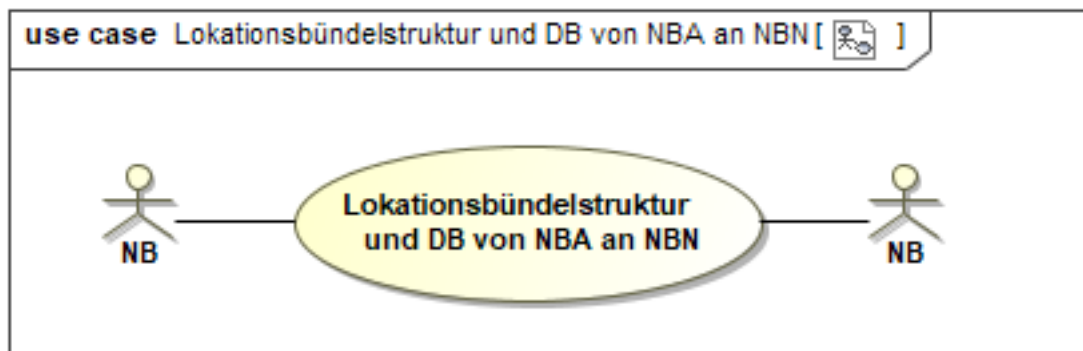 use case Lokationsbündelstruktur und DB von NBA an NBN [ ]
Lokationsbündelstruktur
und DB von NBA an NBN
NB
NB